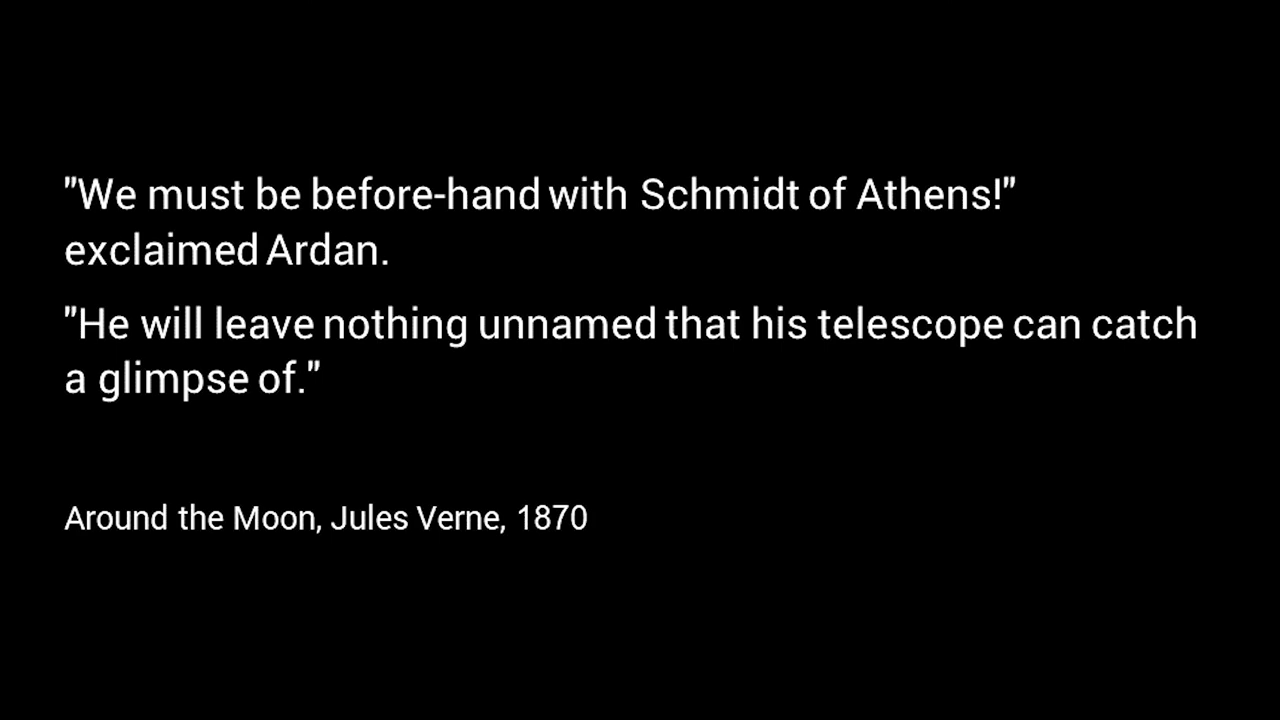 "We must be before-hand with Schmidt of Athens!"
exclaimed Ardan.
"He will leave nothing unnamed that his telescope can catch
a glimpse of."
Around the Moon, Jules Verne, 1870